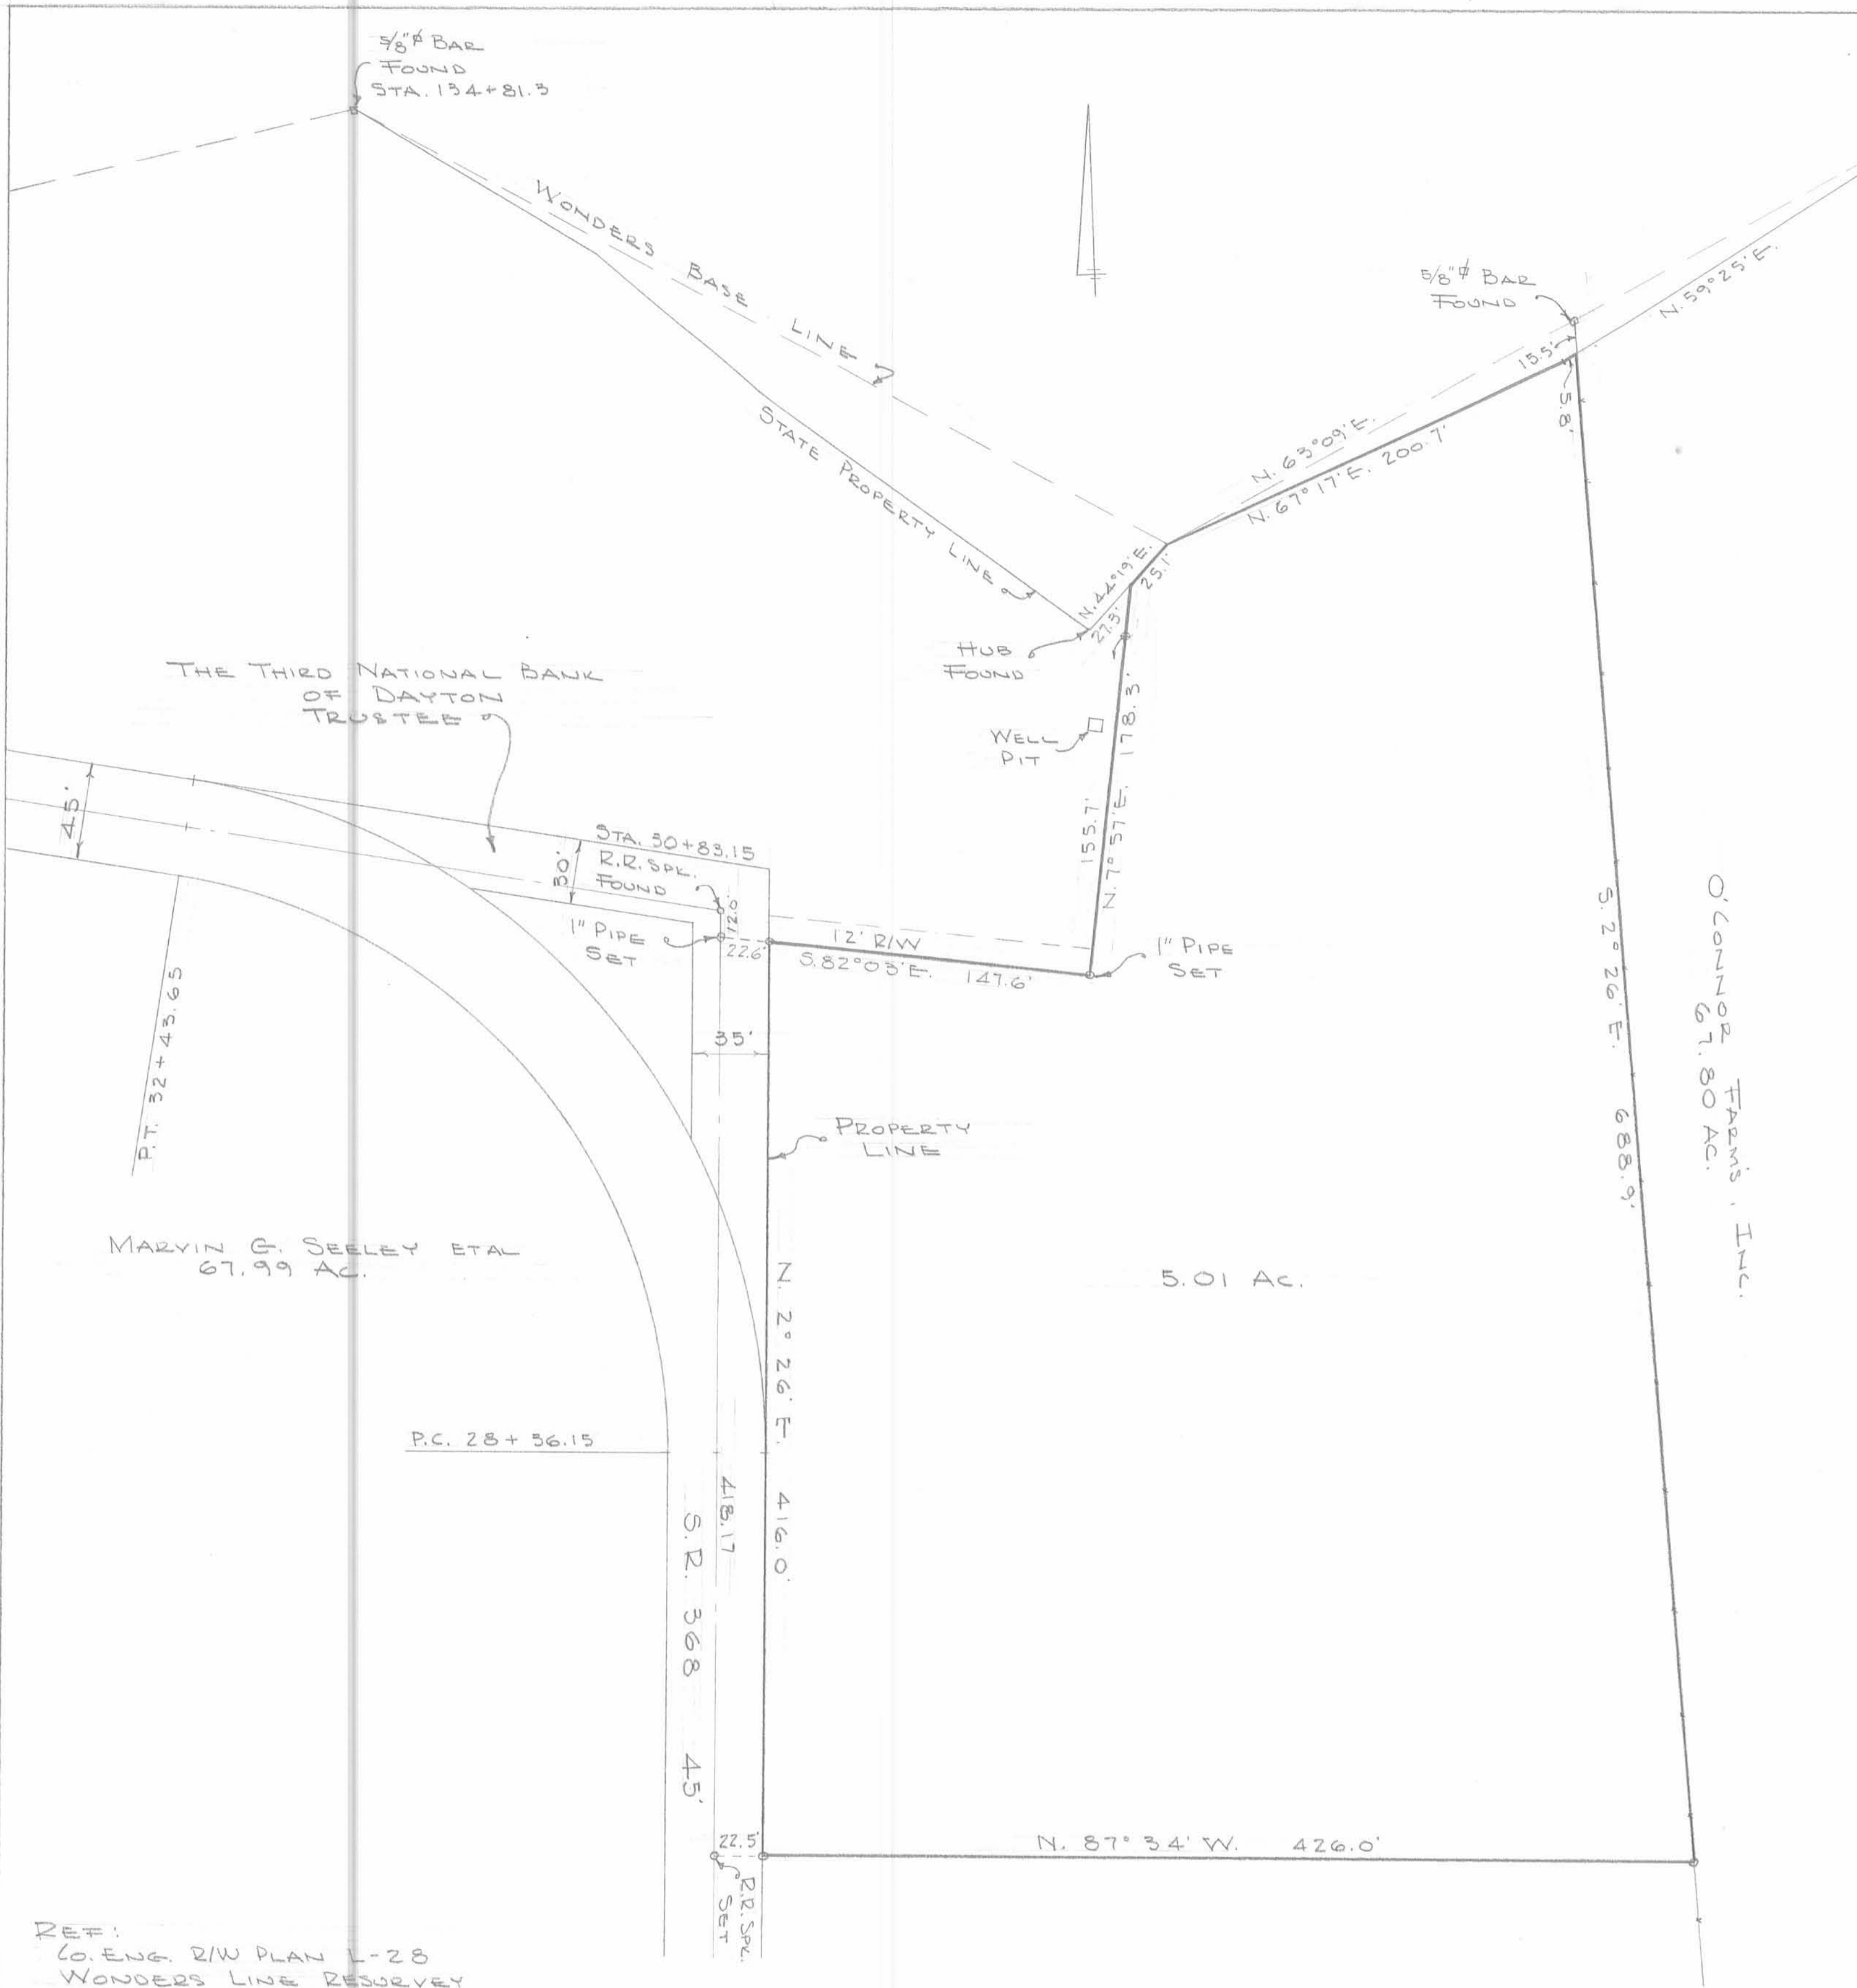 5/8"⌀ BAR
FOUND
STA. 134+81.3
WONDERS BASE LINE
STATE PROPERTY LINE
5/8"⌀ BAR
FOUND
N. 59°25' E.
15.5'
5.8'
N. 63°09' E.
N. 67°17' E. 200.7'
N. 44°19' E.
25.1'
27.3'
HUB
FOUND
WELL
PIT
178.3'
155.7'
N. 7° 57' E.
THE THIRD NATIONAL BANK
OF DAYTON
TRUSTEE
45'
STA. 30+83.15
30'
R.R. SPK.
FOUND
12.0'
1" PIPE
SET
22.6'
12' R/W
S. 82°03' E. 147.6'
1" PIPE
SET
35'
P.T. 32+43.65
PROPERTY
LINE
O'CONNOR FARMS, INC.
67.80 AC.
S. 2° 26' E. 688.9'
MARVIN G. SEELEY ETAL
67.99 AC.
5.01 AC.
N. 2° 26' E. 416.0'
P.C. 28+36.15
418.17
S.R. 368 45'
22.5'
R.R. SPK.
SET
N. 87° 34' W. 426.0'
REF:
CO. ENG. R/W PLAN L-28
WONDERS LINE RESURVEY